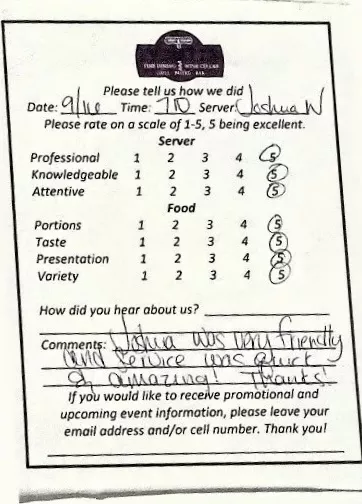 Please tell us how we did
Date: 9/16 Time: 710 Server: Joshua W
Please rate on a scale of 1-5, 5 being excellent.
Server
Professional 1 2 3 4 5
Knowledgeable 1 2 3 4 5
Attentive 1 2 3 4 5
Food
Portions 1 2 3 4 5
Taste 1 2 3 4 5
Presentation 1 2 3 4 5
Variety 1 2 3 4 5
How did you hear about us?
Comments: Joshua was very friendly
and service was quick
& amazing! Thanks!
If you would like to receive promotional and
upcoming event information, please leave your
email address and/or cell number. Thank you!